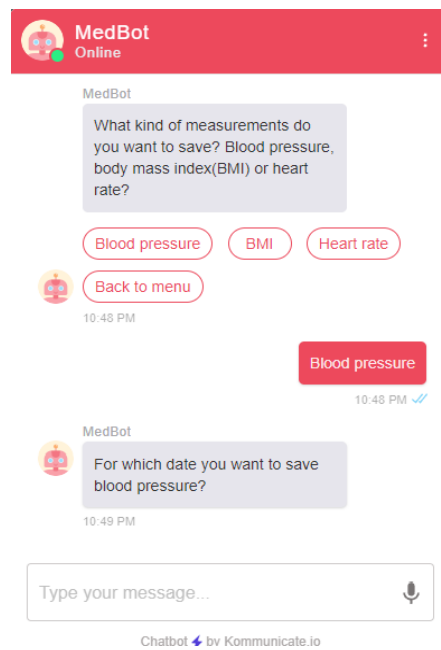 MedBot
Online
MedBot
What kind of measurements do
you want to save? Blood pressure,
body mass index(BMI) or heart
rate?
Blood pressure
BMI
Heart rate
Back to menu
10:48 PM
Blood pressure
10:48 PM
MedBot
For which date you want to save
blood pressure?
10:49 PM
Type your message...
Chatbot by Kommunicate.io